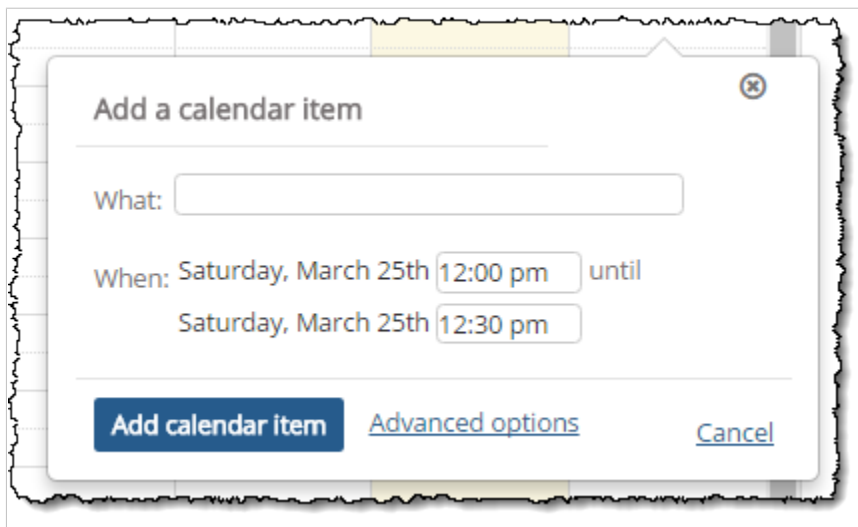 Add a calendar item
What:
When: Saturday, March 25th 12:00 pm until
Saturday, March 25th 12:30 pm
Add calendar item Advanced options Cancel